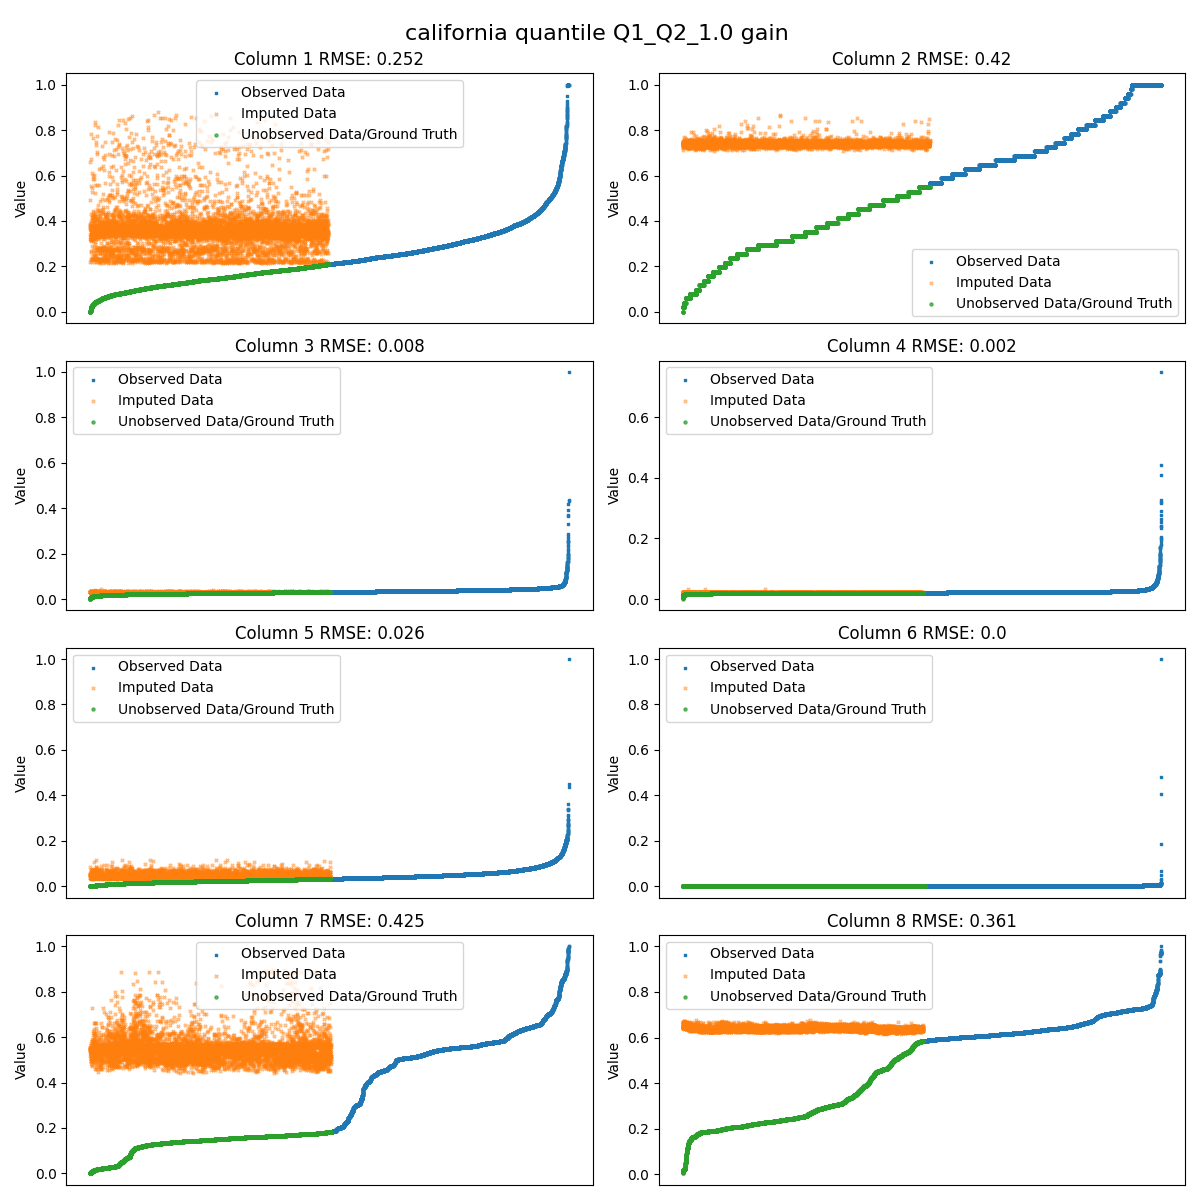 california quantile Q1_Q2_1.0 gain
Column 1 RMSE: 0.252
Value
1.0
0.8
0.6
0.4
0.2
0.0
Observed Data
Imputed Data
Unobserved Data/Ground Truth
Column 2 RMSE: 0.42
Value
1.0
0.8
0.6
0.4
0.2
0.0
Observed Data
Imputed Data
Unobserved Data/Ground Truth
Column 3 RMSE: 0.008
Value
1.0
0.8
0.6
0.4
0.2
0.0
Observed Data
Imputed Data
Unobserved Data/Ground Truth
Column 4 RMSE: 0.002
Value
0.6
0.4
0.2
0.0
Observed Data
Imputed Data
Unobserved Data/Ground Truth
Column 5 RMSE: 0.026
Value
1.0
0.8
0.6
0.4
0.2
0.0
Observed Data
Imputed Data
Unobserved Data/Ground Truth
Column 6 RMSE: 0.0
Value
1.0
0.8
0.6
0.4
0.2
0.0
Observed Data
Imputed Data
Unobserved Data/Ground Truth
Column 7 RMSE: 0.425
Value
1.0
0.8
0.6
0.4
0.2
0.0
Observed Data
Imputed Data
Unobserved Data/Ground Truth
Column 8 RMSE: 0.361
Value
1.0
0.8
0.6
0.4
0.2
0.0
Observed Data
Imputed Data
Unobserved Data/Ground Truth